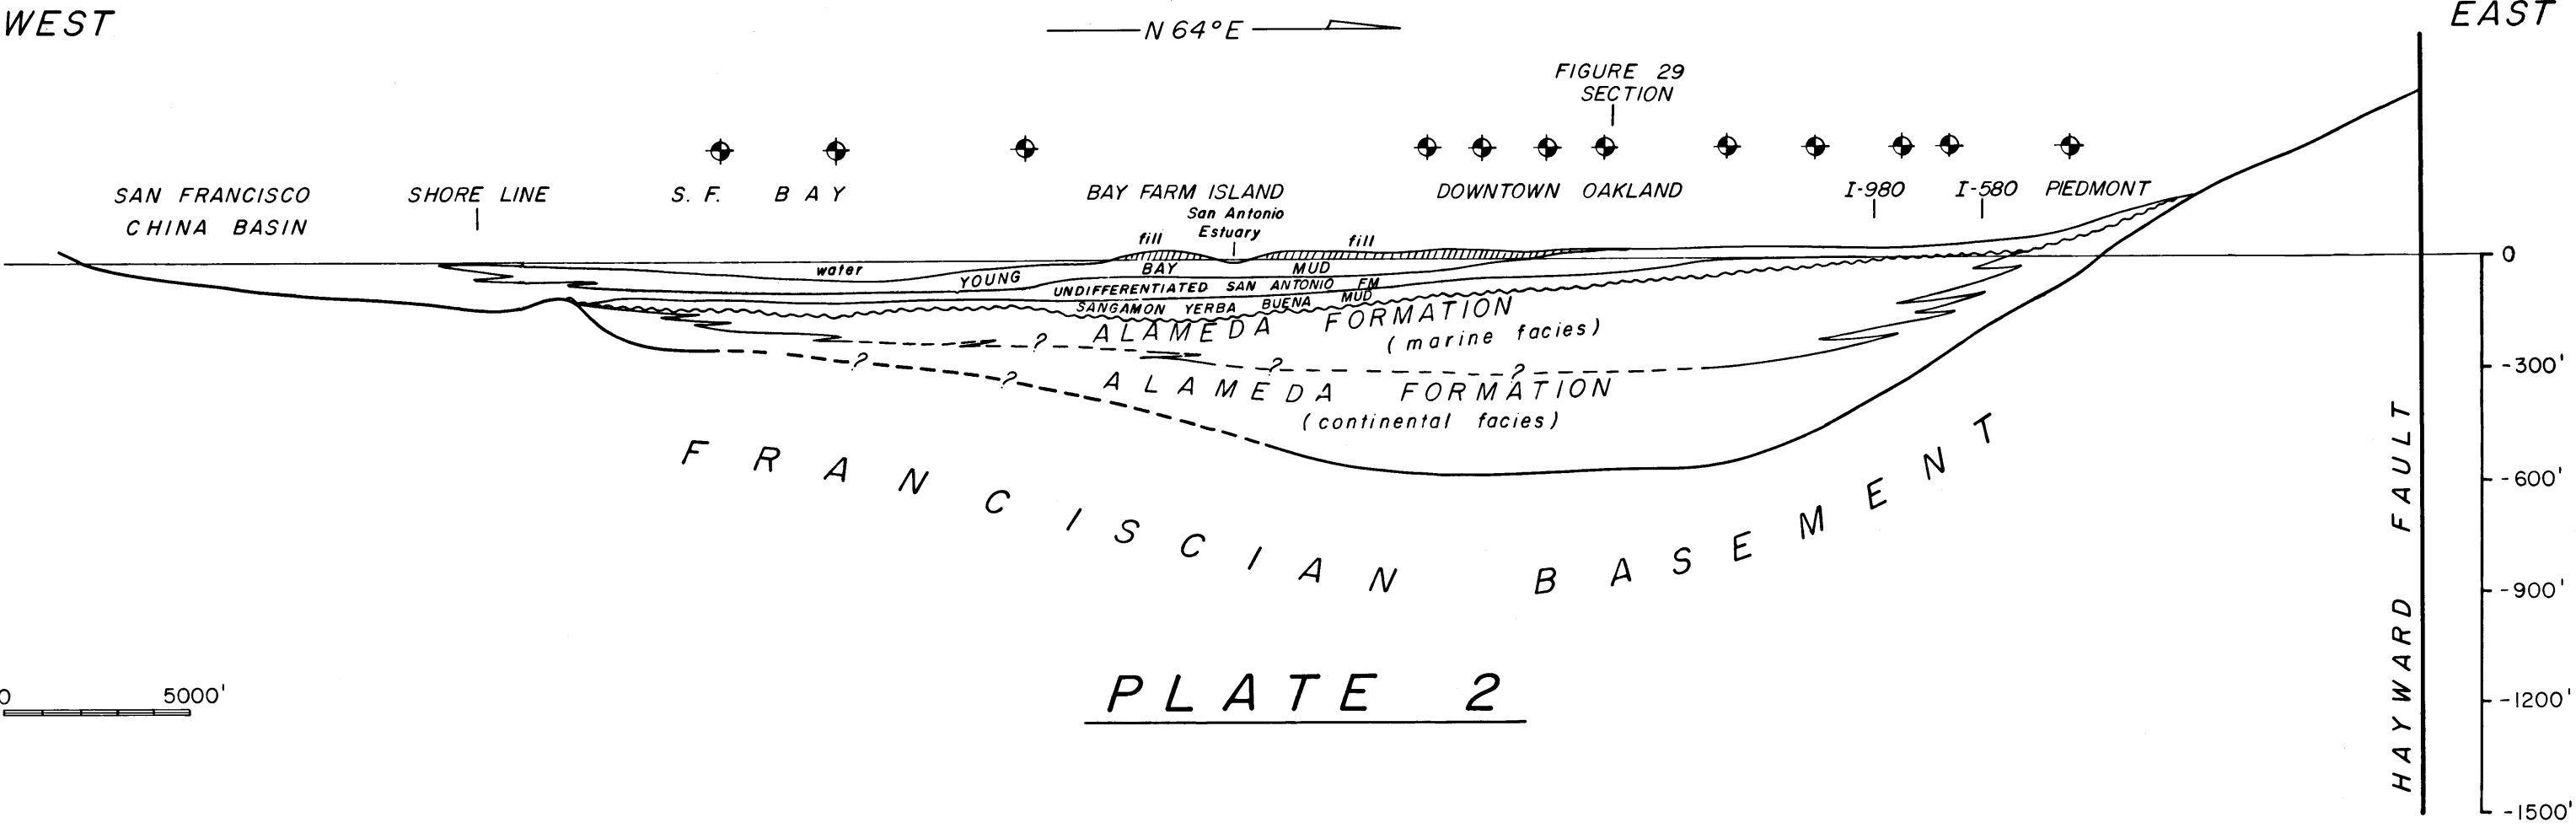 WEST
N 64° E
EAST
FIGURE 29
SECTION
SAN FRANCISCO
CHINA BASIN
SHORE LINE
S. F. BAY
BAY FARM ISLAND
San Antonio
Estuary
DOWNTOWN OAKLAND
I-980
I-580
PIEDMONT
fill
fill
water
YOUNG BAY MUD
UNDIFFERENTIATED SAN ANTONIO FM
SANGAMON YERBA BUENA MUD
ALAMEDA FORMATION
(marine facies)
?
?
?
?
?
ALAMEDA FORMATION
(continental facies)
FRANCISCIAN BASEMENT
HAYWARD FAULT
0
-300'
-600'
-900'
-1200'
-1500'
0 5000'
PLATE 2